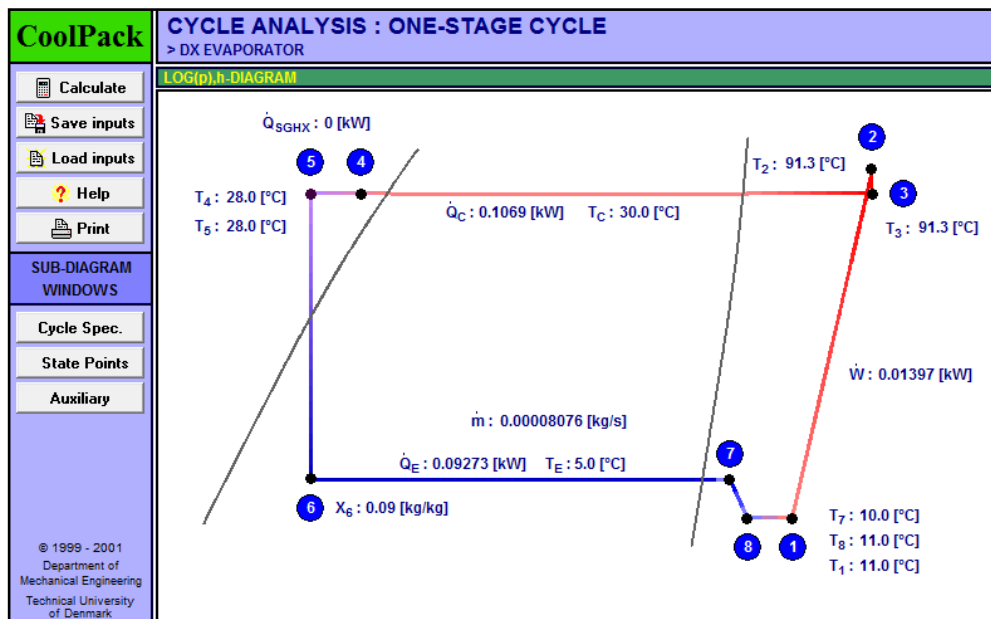 CoolPack
CYCLE ANALYSIS : ONE-STAGE CYCLE
> DX EVAPORATOR
LOG(p),h-DIAGRAM
Calculate
Save inputs
Load inputs
Help
Print
SUB-DIAGRAM
WINDOWS
Cycle Spec.
State Points
Auxiliary
© 1999 - 2001
Department of
Mechanical Engineering
Technical University
of Denmark
Q̇SGHX : 0 [kW]
5
4
2
T2 : 91.3 [°C]
3
T4 : 28.0 [°C]
T5 : 28.0 [°C]
Q̇C : 0.1069 [kW] TC : 30.0 [°C]
T3 : 91.3 [°C]
Ẇ : 0.01397 [kW]
ṁ : 0.00008076 [kg/s]
7
Q̇E : 0.09273 [kW] TE : 5.0 [°C]
6
X6 : 0.09 [kg/kg]
8
1
T7 : 10.0 [°C]
T8 : 11.0 [°C]
T1 : 11.0 [°C]